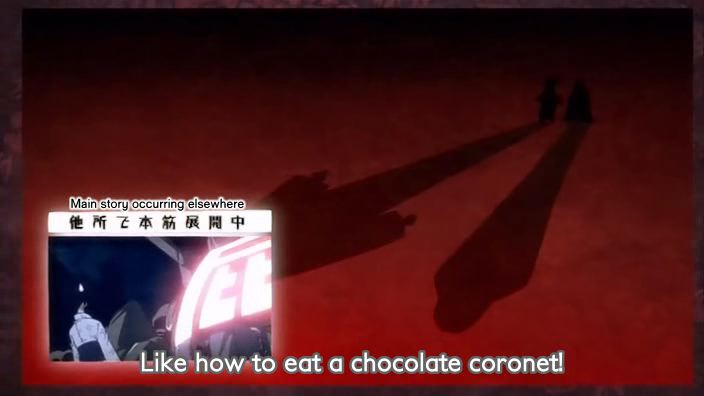 Main story occurring elsewhere
他所で本筋展開中
Like how to eat a chocolate coronet!